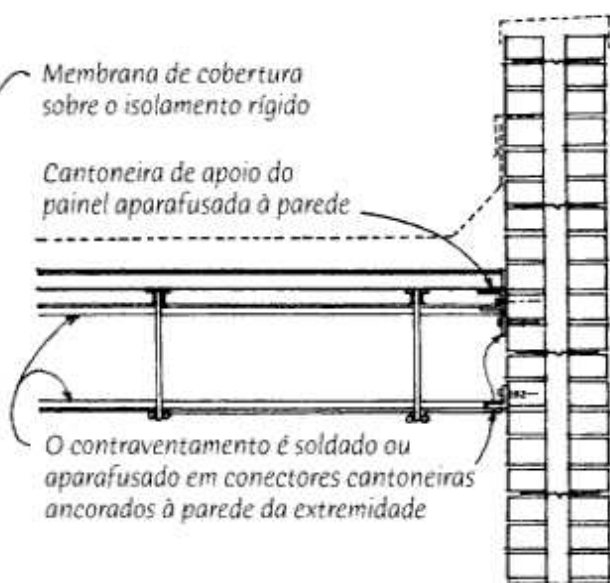 Membrana de cobertura
sobre o isolamento rígido
Cantoneira de apoio do
painel aparafusada à parede
O contraventamento é soldado ou
aparafusado em conectores cantoneiras
ancorados à parede da extremidade